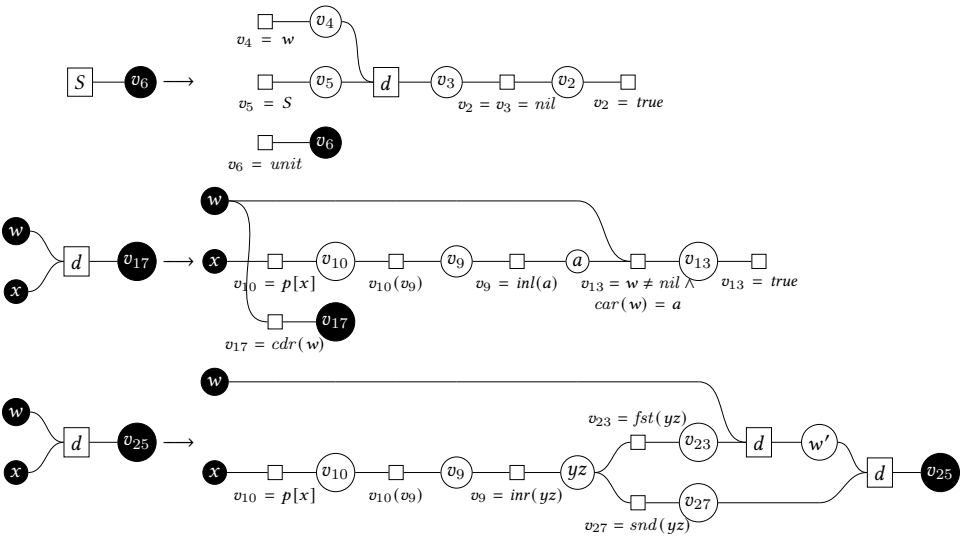 v₄
v₄ = w
S v₆ ⟶ v₅ d v₃ v₂
v₅ = S v₂ = v₃ = nil v₂ = true
v₆
v₆ = unit
w
w
d v₁₇ ⟶ x v₁₀ v₉ a v₁₃
x v₁₀ = p[x] v₁₀(v₉) v₉ = inl(a) v₁₃ = w ≠ nil ∧ v₁₃ = true
car(w) = a
v₁₇
v₁₇ = cdr(w)
w
w v₂₃ = fst(yz)
d v₂₅ ⟶ v₂₃ d w′
x x v₁₀ v₉ yz d v₂₅
v₁₀ = p[x] v₁₀(v₉) v₉ = inr(yz)
v₂₇
v₂₇ = snd(yz)